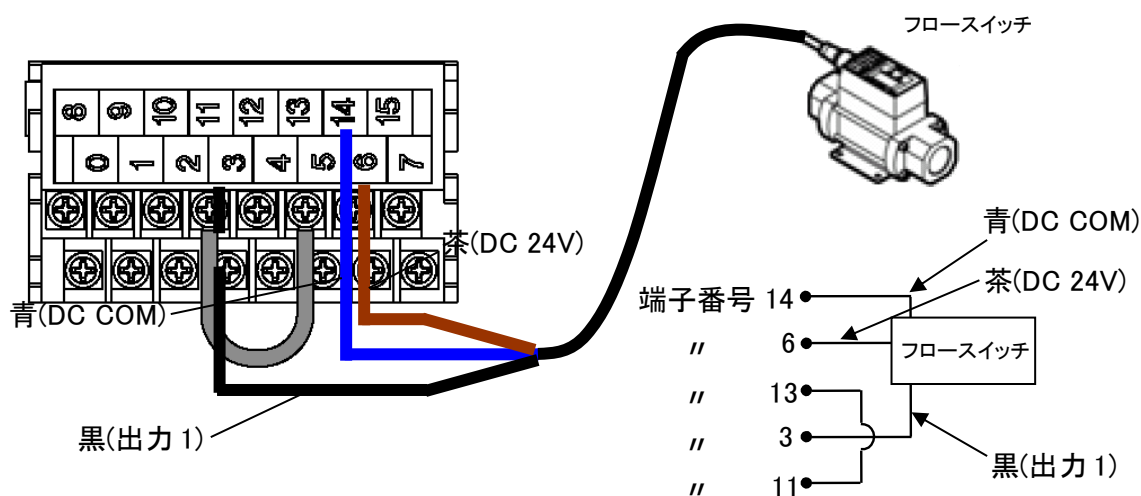 フロースイッチ
8 9 10 11 12 13 14 15
0 1 2 3 4 5 6 7
茶(DC 24V)
青(DC COM)
黒(出力 1)
青(DC COM)
茶(DC 24V)
端子番号 14
〃 6
フロースイッチ
〃 13
〃 3
黒(出力 1)
〃 11